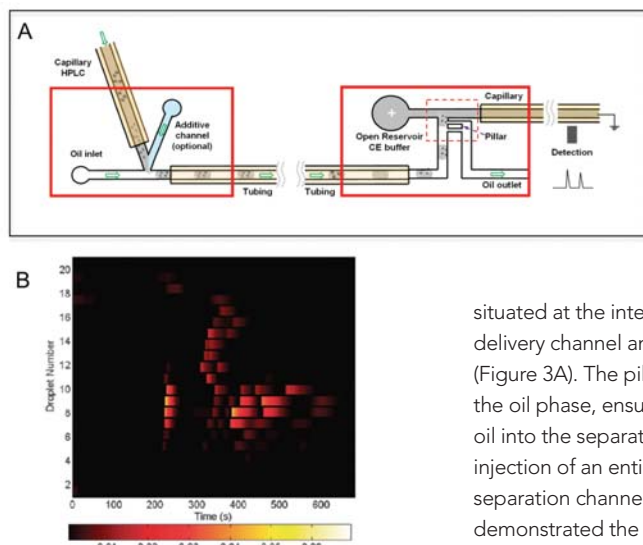 A
Capillary
HPLC
Additive
channel
(optional)
Oil inlet
Tubing
Tubing
Open Reservoir
CE buffer
Capillary
Pillar
Detection
Oil outlet
B
Droplet Number
20
18
16
14
12
10
8
6
4
2
0 100 200 300 400 500 600
Time (s)
situated at the inte
delivery channel ar
(Figure 3A). The pil
the oil phase, ensu
oil into the separat
injection of an enti
separation channe
demonstrated the